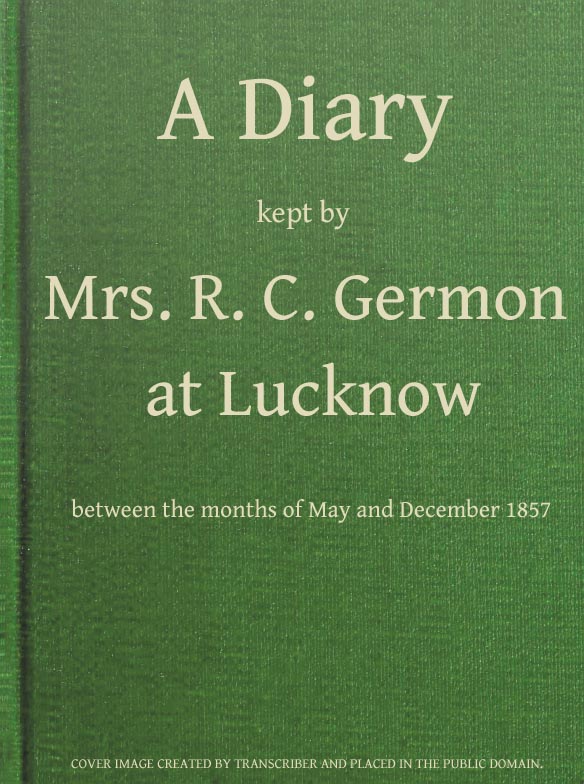 A Diary
kept by
Mrs. R. C. Germon
at Lucknow
between the months of May and December 1857
COVER IMAGE CREATED BY TRANSCRIBER AND PLACED IN THE PUBLIC DOMAIN.